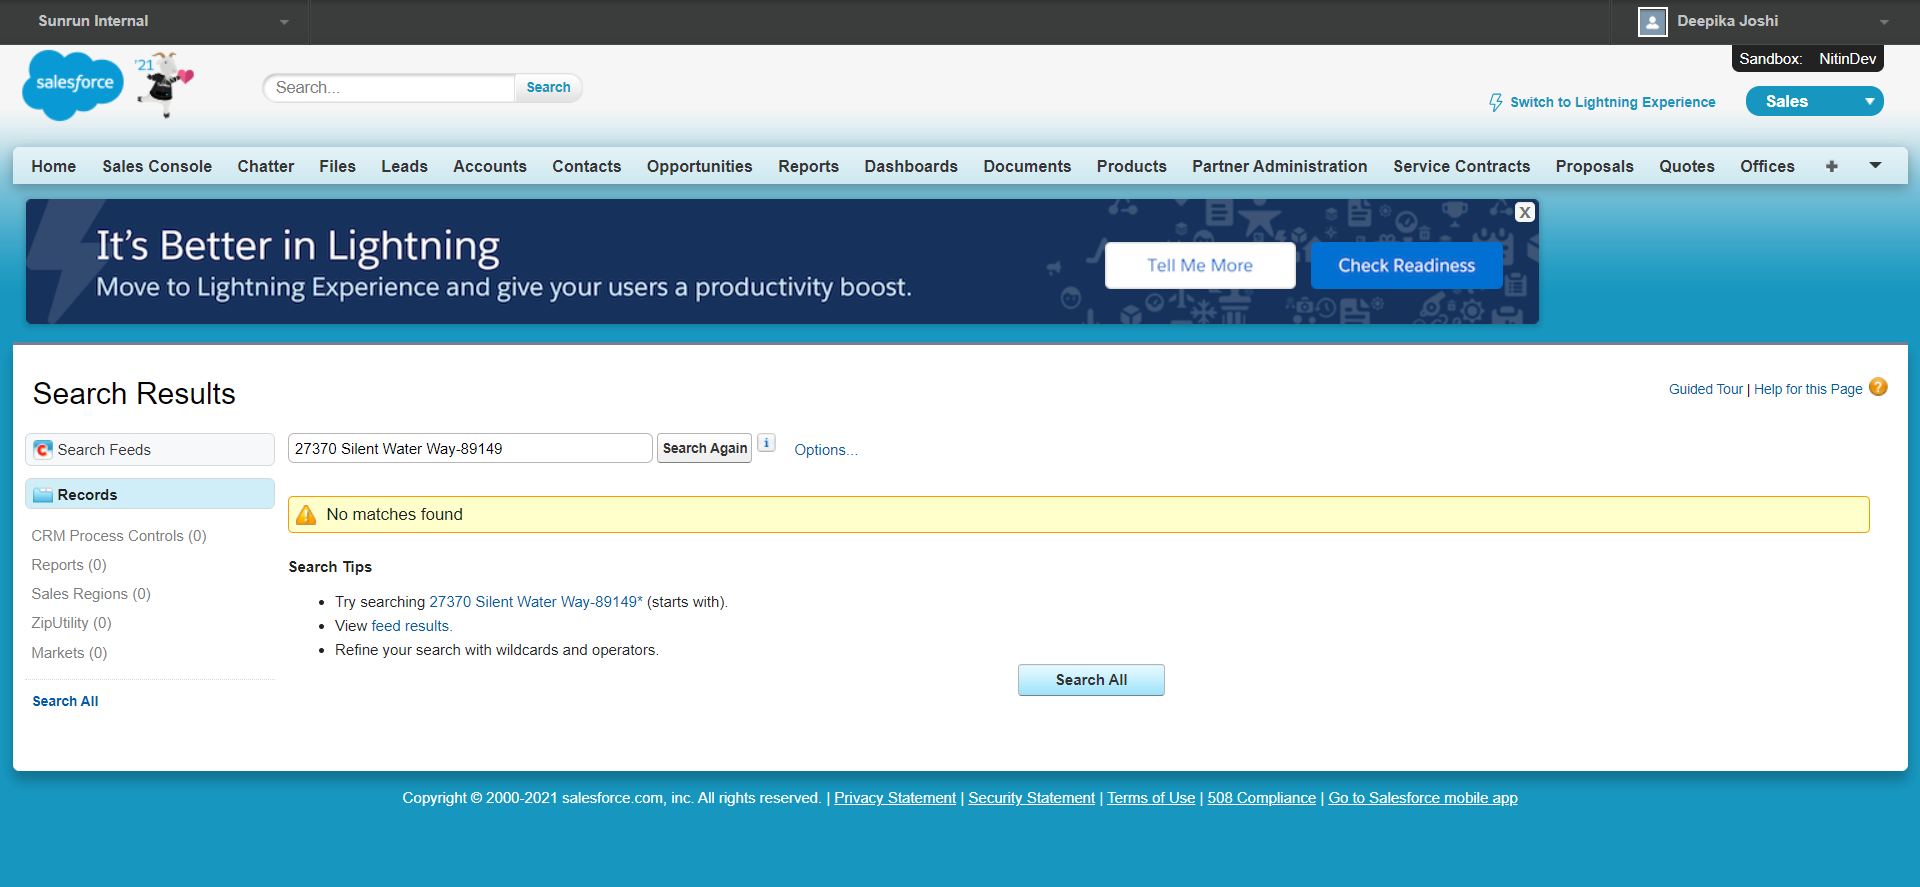 Sunrun Internal
Deepika Joshi
Sandbox: NitinDev
salesforce
'21
Search...
Search
Switch to Lightning Experience
Sales
Home Sales Console Chatter Files Leads Accounts Contacts Opportunities Reports Dashboards Documents Products Partner Administration Service Contracts Proposals Quotes Offices +
It's Better in Lightning
Move to Lightning Experience and give your users a productivity boost.
Tell Me More
Check Readiness
X
Search Results
Guided Tour | Help for this Page ?
Search Feeds
27370 Silent Water Way-89149
Search Again
i
Options...
Records
No matches found
CRM Process Controls (0)
Reports (0)
Sales Regions (0)
ZipUtility (0)
Markets (0)
Search All
Search Tips
• Try searching 27370 Silent Water Way-89149* (starts with).
• View feed results.
• Refine your search with wildcards and operators.
Search All
Copyright © 2000-2021 salesforce.com, inc. All rights reserved. | Privacy Statement | Security Statement | Terms of Use | 508 Compliance | Go to Salesforce mobile app